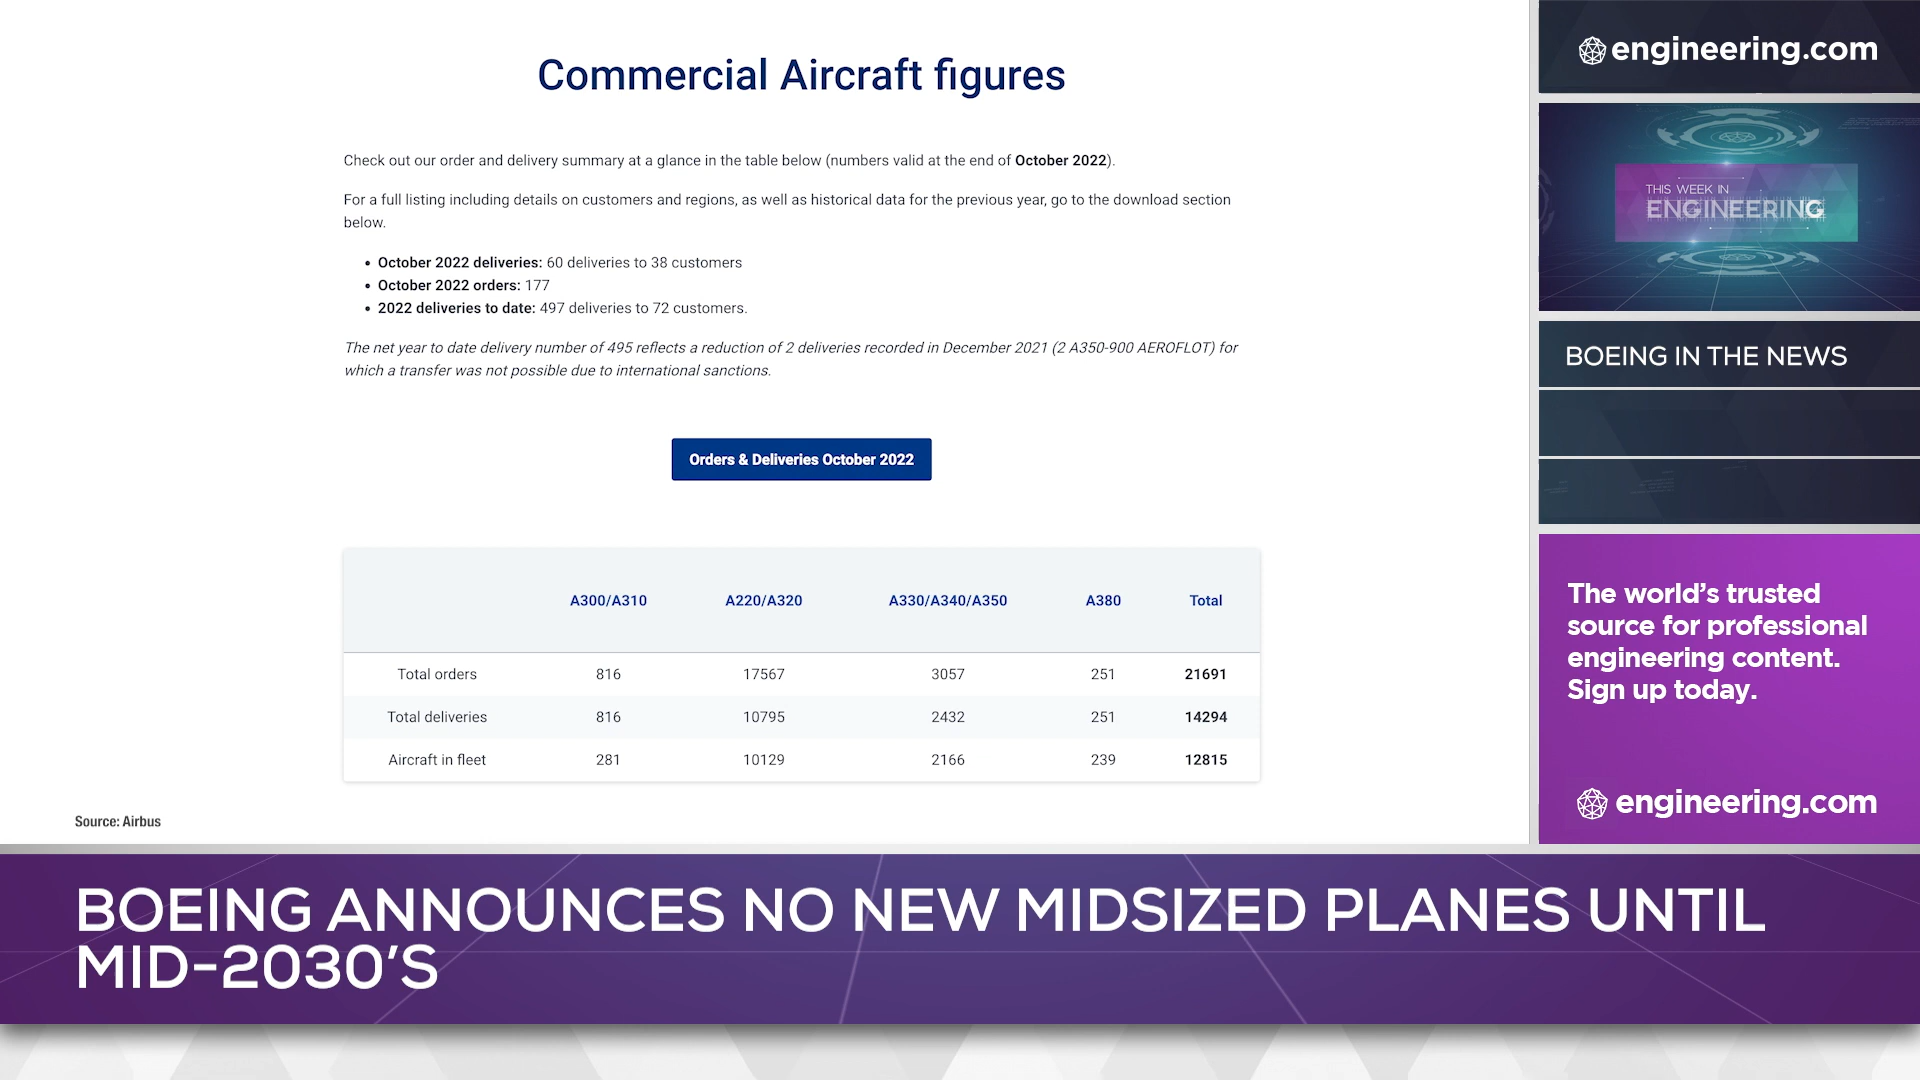 Commercial Aircraft figures
Check out our order and delivery summary at a glance in the table below (numbers valid at the end of October 2022).
For a full listing including details on customers and regions, as well as historical data for the previous year, go to the download section
below.
• October 2022 deliveries: 60 deliveries to 38 customers
• October 2022 orders: 177
• 2022 deliveries to date: 497 deliveries to 72 customers.
The net year to date delivery number of 495 reflects a reduction of 2 deliveries recorded in December 2021 (2 A350-900 AEROFLOT) for
which a transfer was not possible due to international sanctions.
Orders & Deliveries October 2022
A300/A310 A220/A320 A330/A340/A350 A380 Total
Total orders 816 17567 3057 251 21691
Total deliveries 816 10795 2432 251 14294
Aircraft in fleet 281 10129 2166 239 12815
Source: Airbus
engineering.com
THIS WEEK IN
ENGINEERING
BOEING IN THE NEWS
The world's trusted
source for professional
engineering content.
Sign up today.
engineering.com
BOEING ANNOUNCES NO NEW MIDSIZED PLANES UNTIL
MID-2030'S